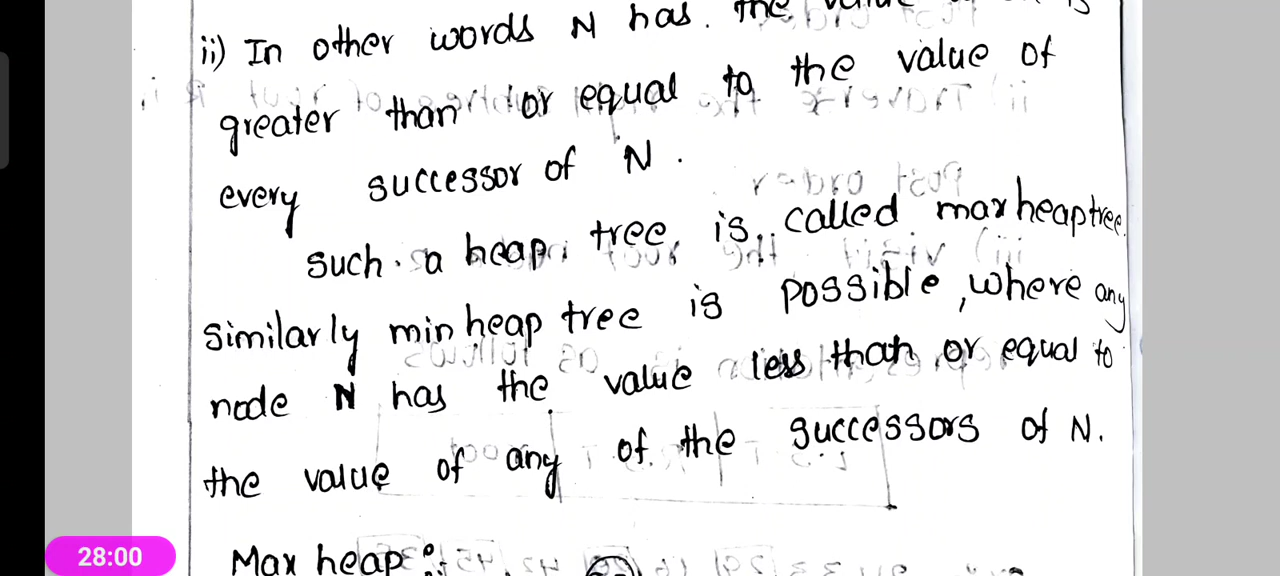 ii) In other words N has. the value
greater than or equal to the value of
every successor of N.
such a heap tree is called maxheaptree.
similarly min heap tree is possible, where any
node N has the value less than or equal to
the value of any of the successors of N.
Max heap:
28:00